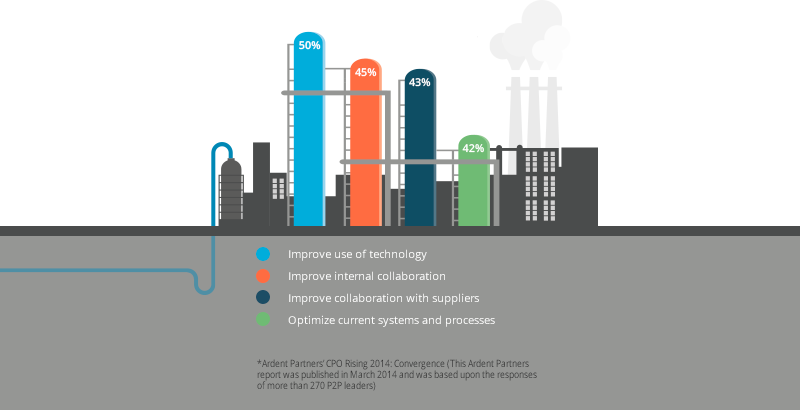 50%
45%
43%
42%
Improve use of technology
Improve internal collaboration
Improve collaboration with suppliers
Optimize current systems and processes
*Ardent Partners' CPO Rising 2014: Convergence (This Ardent Partners
report was published in March 2014 and was based upon the responses
of more than 270 P2P leaders)